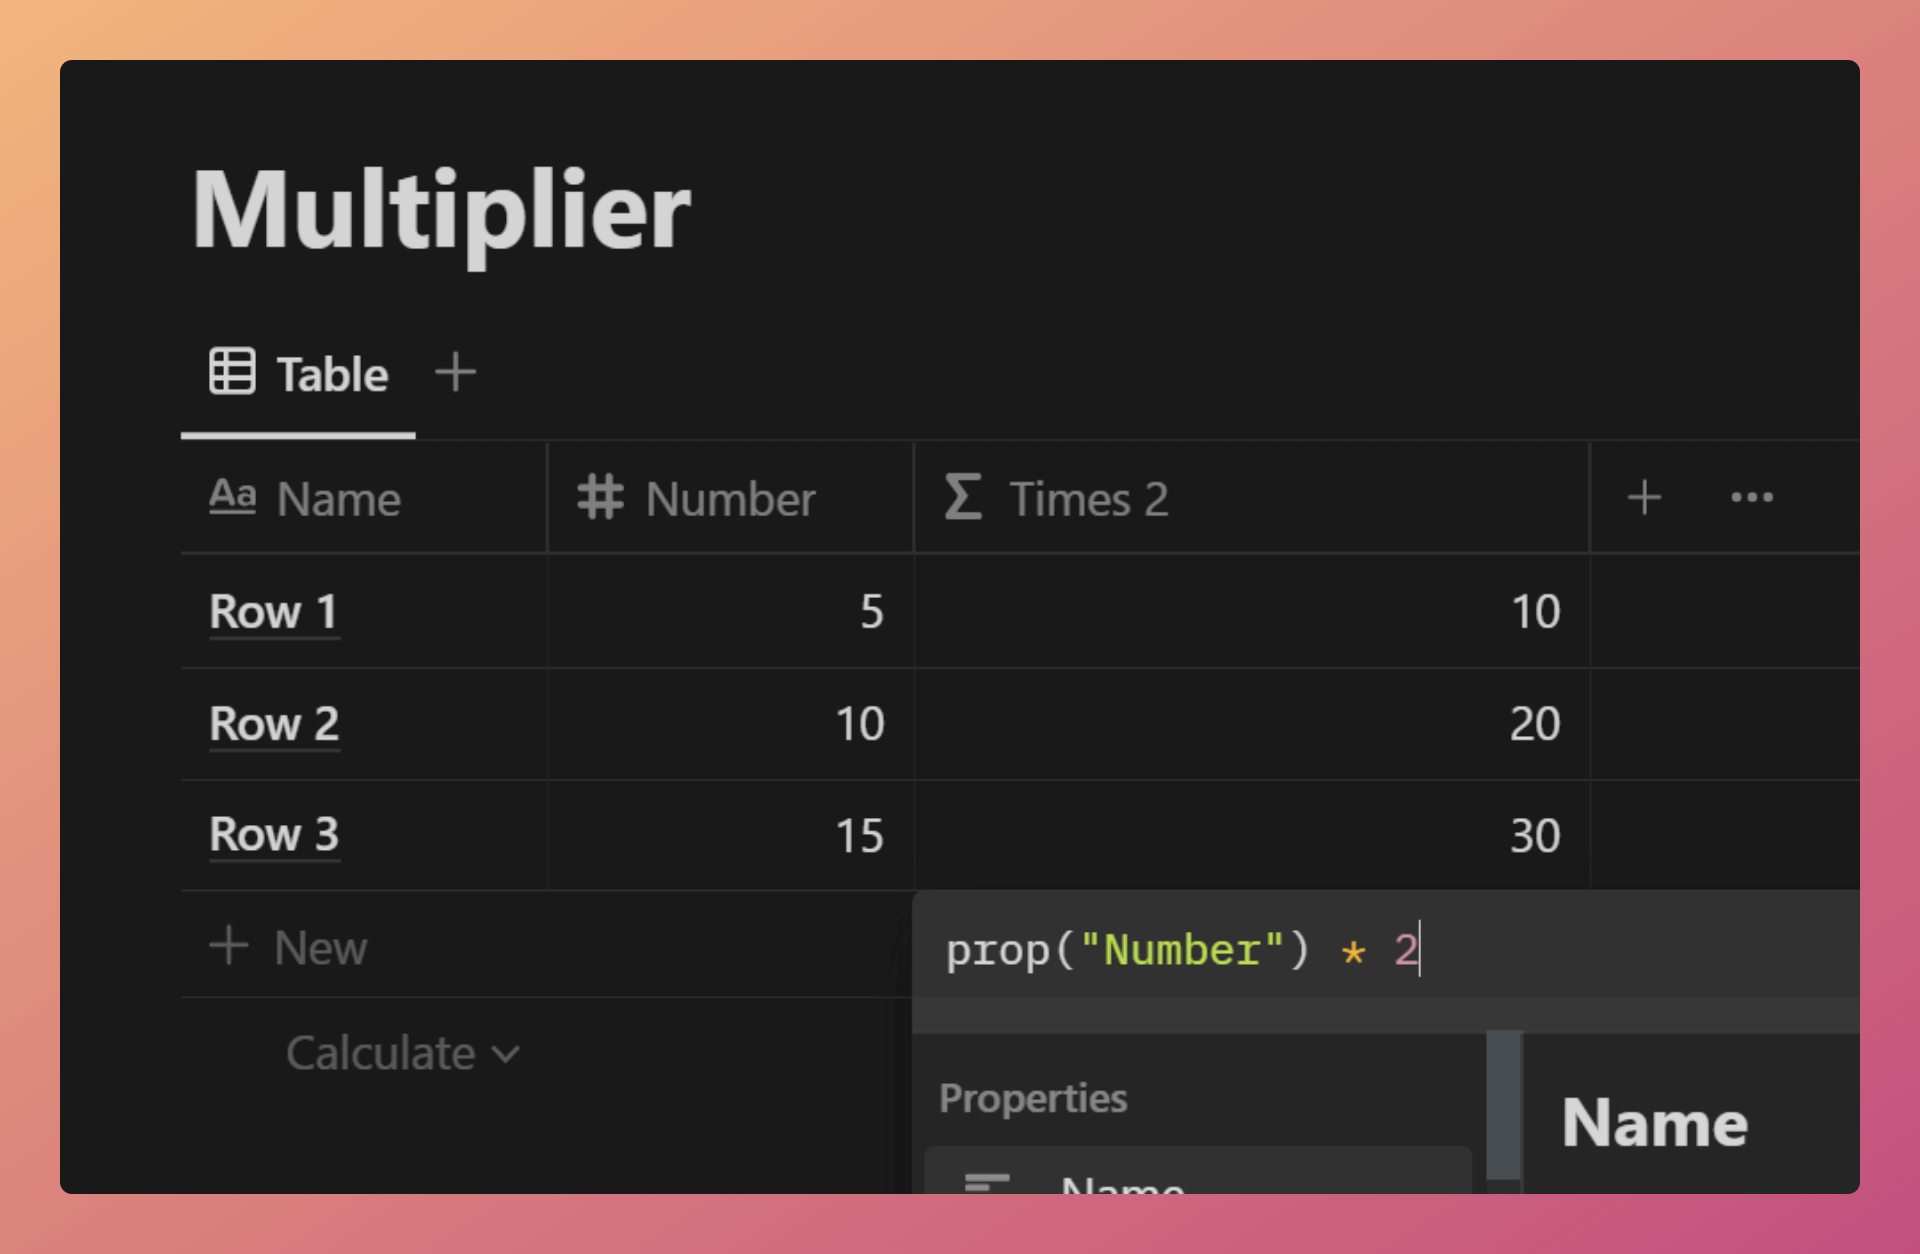 Multiplier
Table
Aa Name Number Σ Times 2
Row 1 5 10
Row 2 10 20
Row 3 15 30
New
prop("Number") * 2
Calculate
Properties
Name
Name